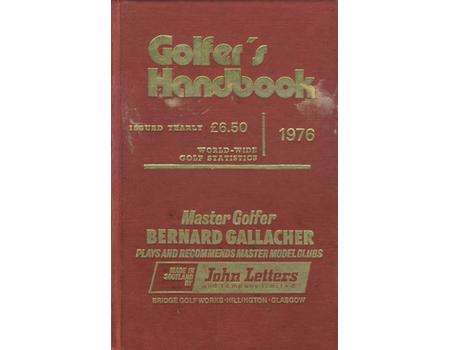 Golfer's
Handbook
ISSUED YEARLY £6.50
1976
WORLD-WIDE
GOLF STATISTICS
Master Golfer
BERNARD GALLACHER
PLAYS AND RECOMMENDS MASTER MODEL CLUBS
MADE IN
SCOTLAND
BY
John Letters
and Company Limited
BRIDGE GOLF WORKS·HILLINGTON·GLASGOW